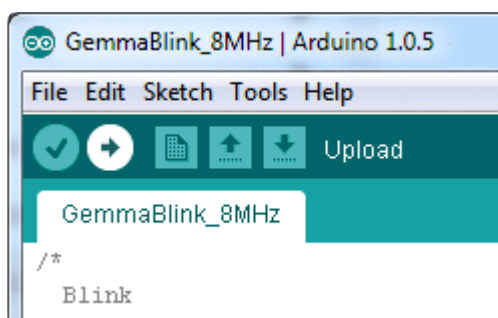 GemmaBlink_8MHz | Arduino 1.0.5
File Edit Sketch Tools Help
Upload
GemmaBlink_8MHz
/*
Blink